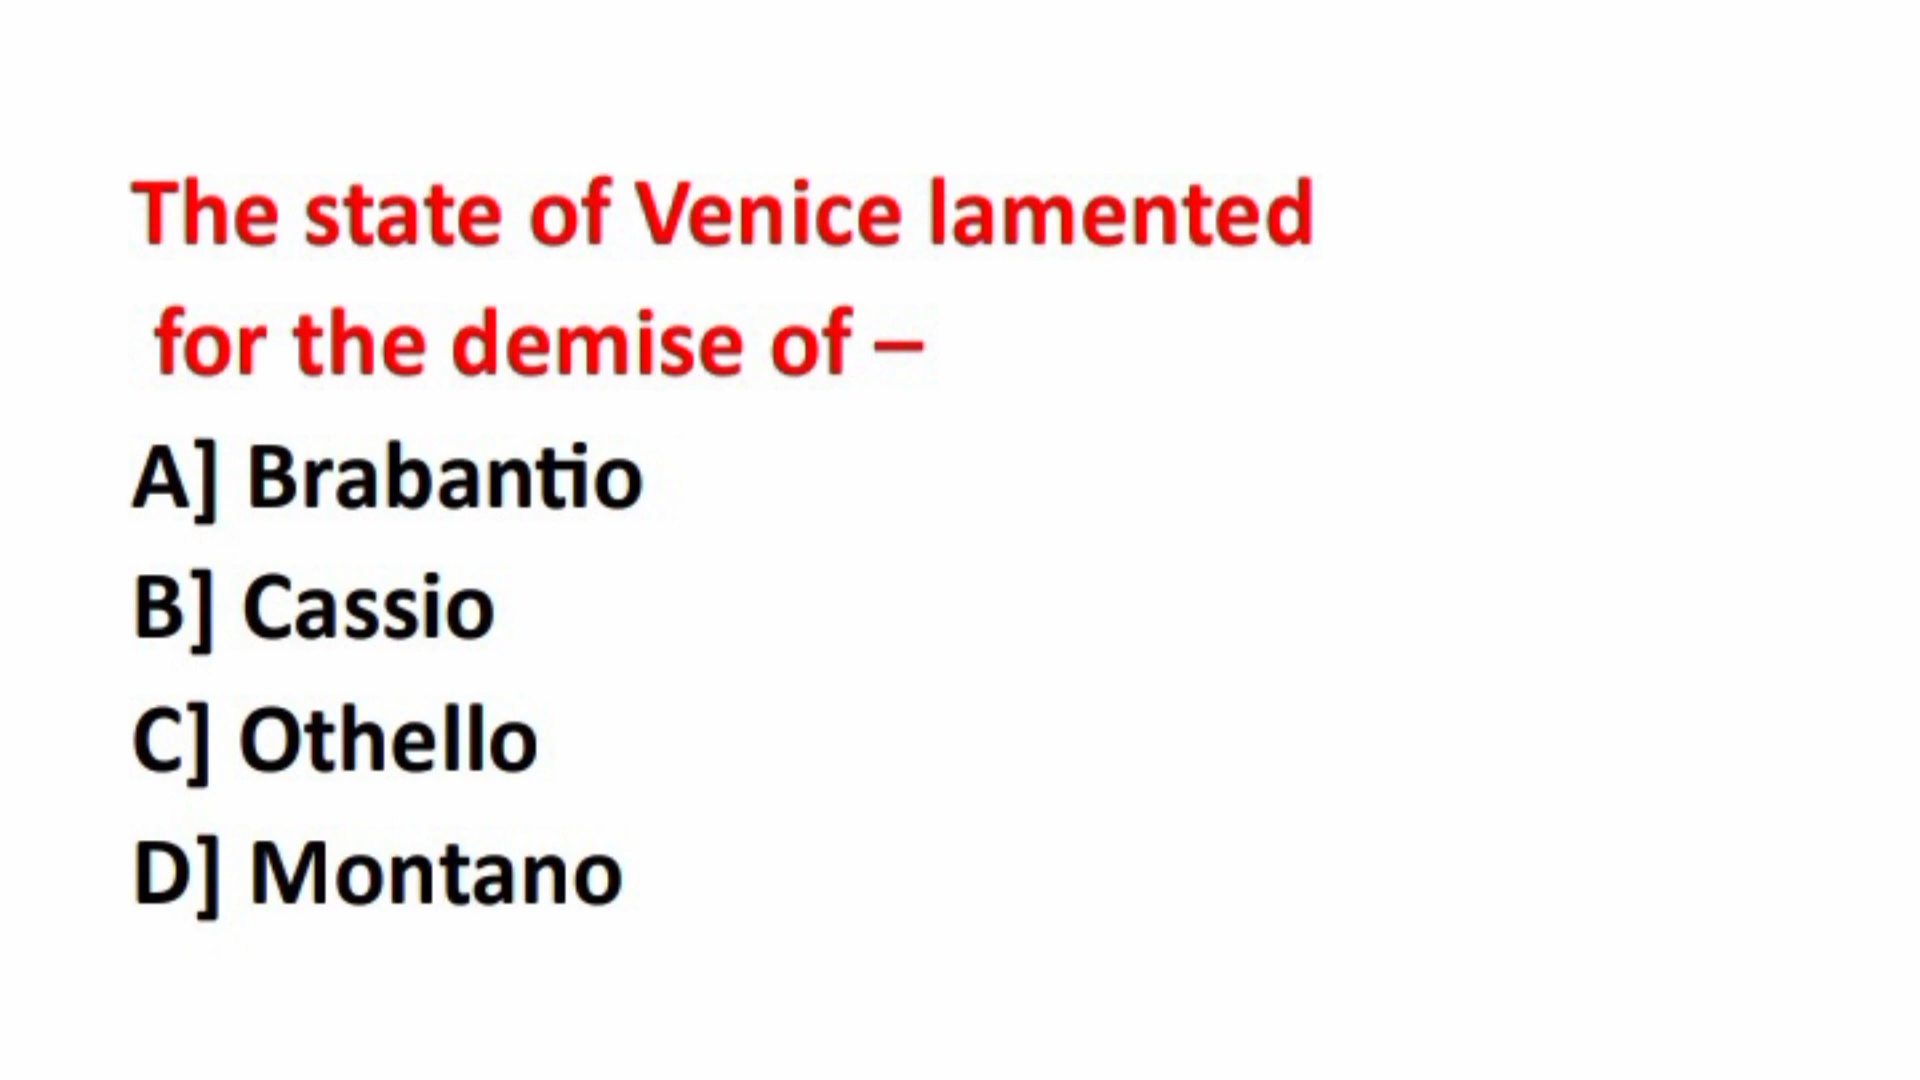 The state of Venice lamented
for the demise of –
A] Brabantio
B] Cassio
C] Othello
D] Montano